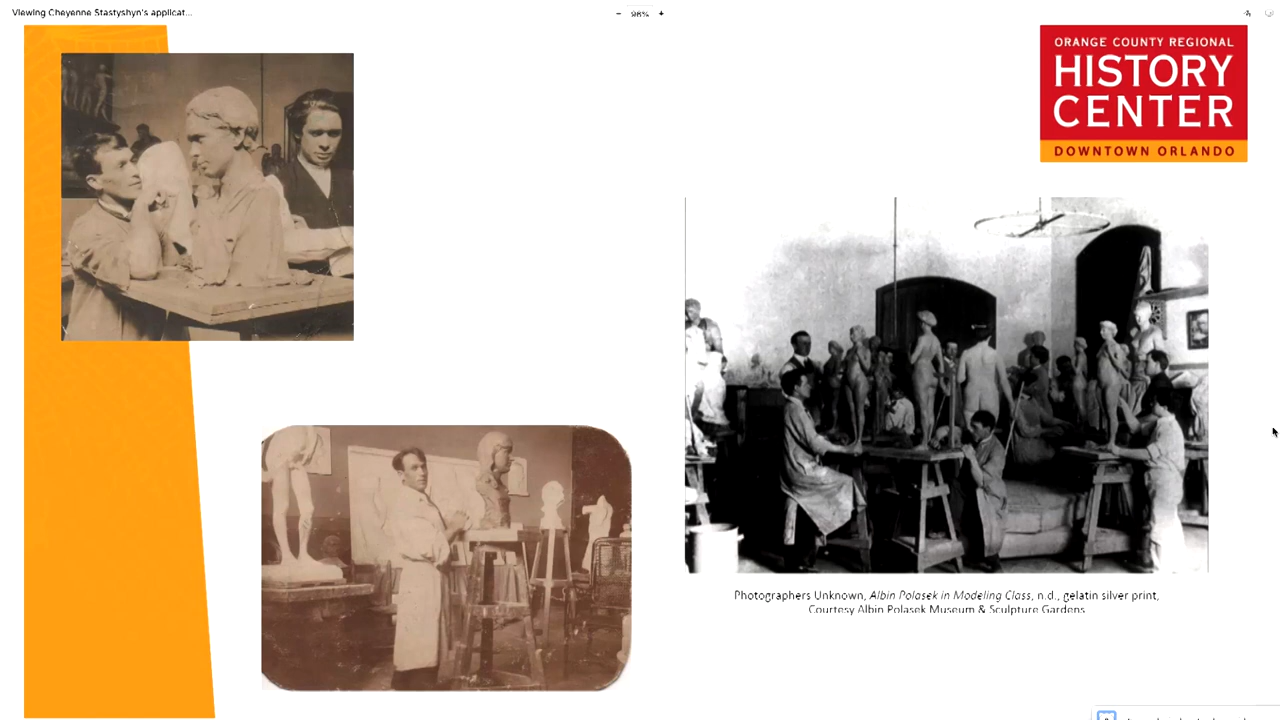 Viewing Cheyenne Stastyshyn's applicat...
− 96% +
ORANGE COUNTY REGIONAL
HISTORY
CENTER
DOWNTOWN ORLANDO
Photographers Unknown, Albin Polasek in Modeling Class, n.d., gelatin silver print,
Courtesy Albin Polasek Museum & Sculpture Gardens